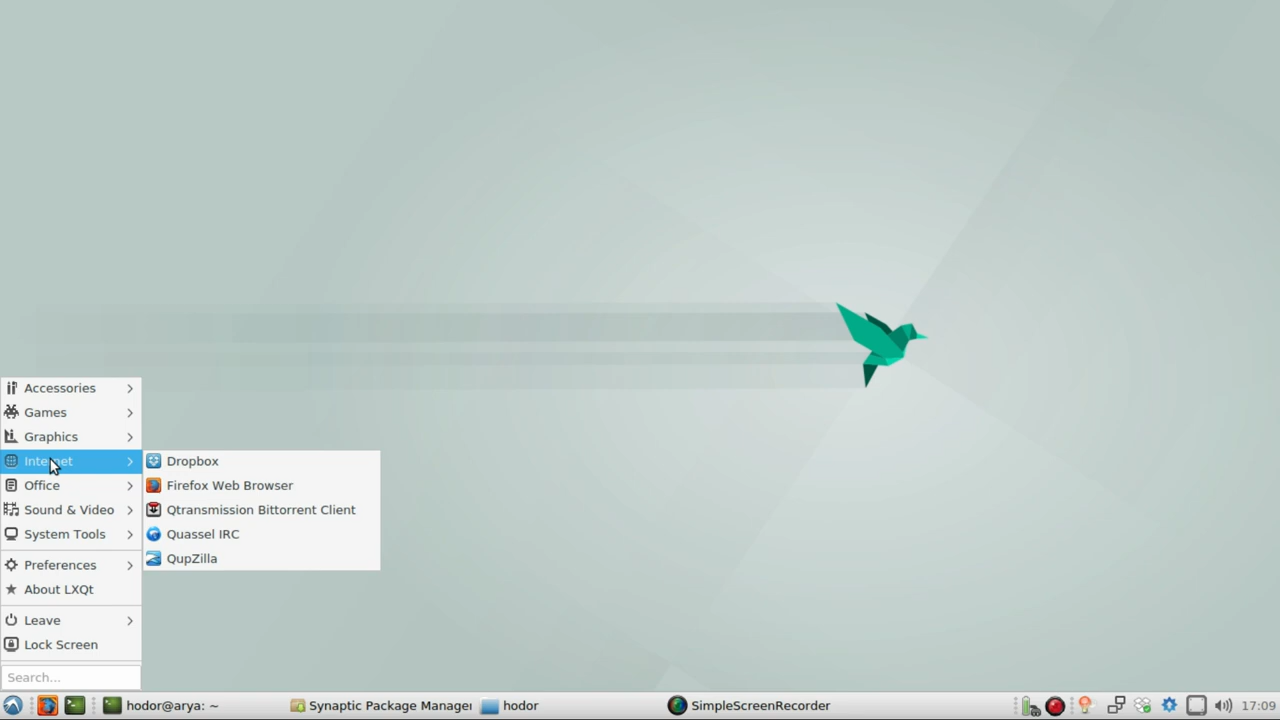 Accessories
Games
Graphics
Internet
Office
Sound & Video
System Tools
Preferences
About LXQt
Leave
Lock Screen
Search...
Dropbox
Firefox Web Browser
Qtransmission Bittorrent Client
Quassel IRC
QupZilla
hodor@arya: ~
Synaptic Package Manager
hodor
SimpleScreenRecorder
17:09